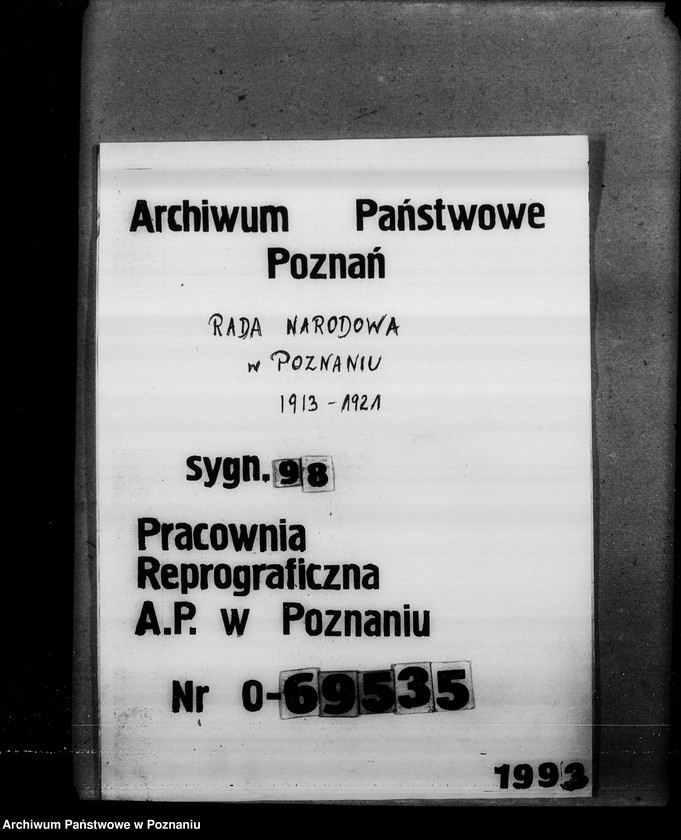 Archiwum Państwowe
Poznań
RADA NARODOWA
w POZNANIU
1913-1921
sygn. 98
Pracownia
Reprograficzna
A.P. w Poznaniu
Nr 0-69535
1993
Archiwum Państwowe w Poznaniu